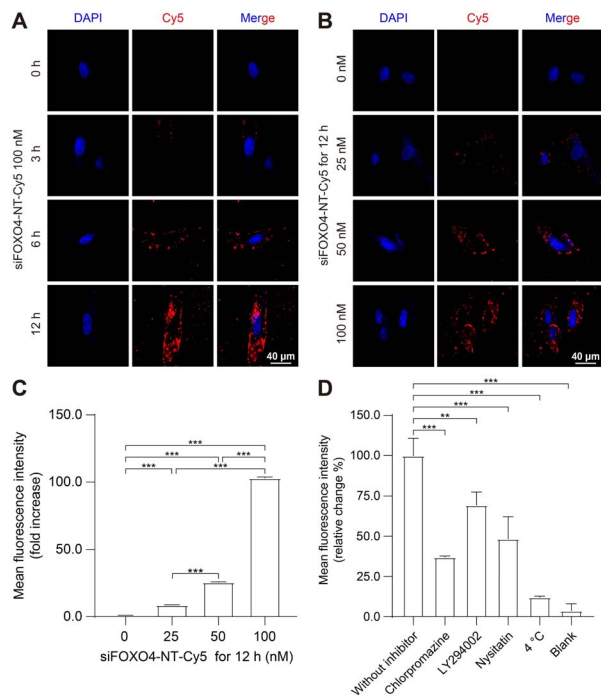 A
DAPI Cy5 Merge
siFOXO4-NT-Cy5 100 nM
0 h
3 h
6 h
12 h
40 μm
B
DAPI Cy5 Merge
siFOXO4-NT-Cy5 for 12 h
0 nM
25 nM
50 nM
100 nM
40 μm
C
Mean fluorescence intensity
(fold increase)
150.0
100.0
50.0
0.0
***
*** ***
*** ***
***
0 25 50 100
siFOXO4-NT-Cy5 for 12 h (nM)
D
Mean fluorescence intensity
(relative change %)
150.0
125.0
100.0
75.0
50.0
25.0
0.0
***
***
***
**
***
Without inhibitor
Chlorpromazine
LY294002
Nysitatin
4 °C
Blank